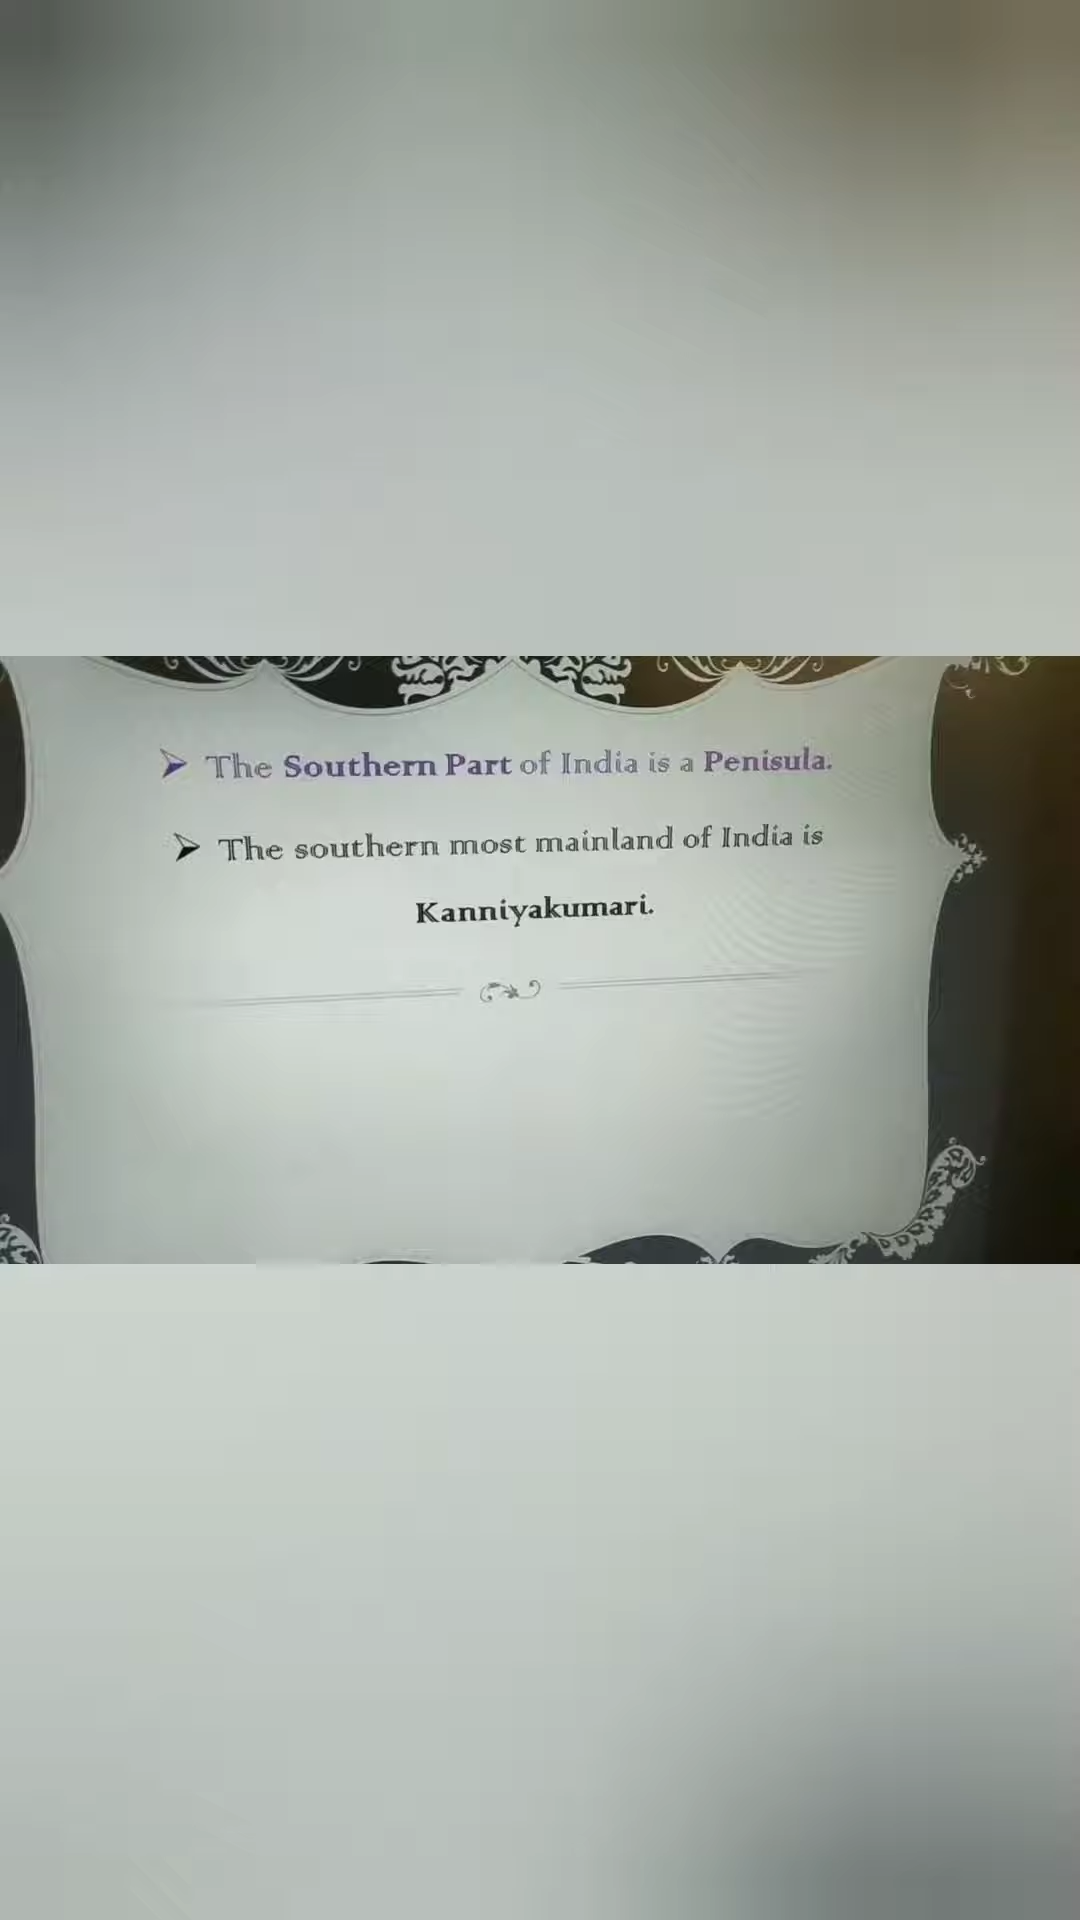 ➤ The Southern Part of India is a Penisula.
➤ The southern most mainland of India is
Kanniyakumari.